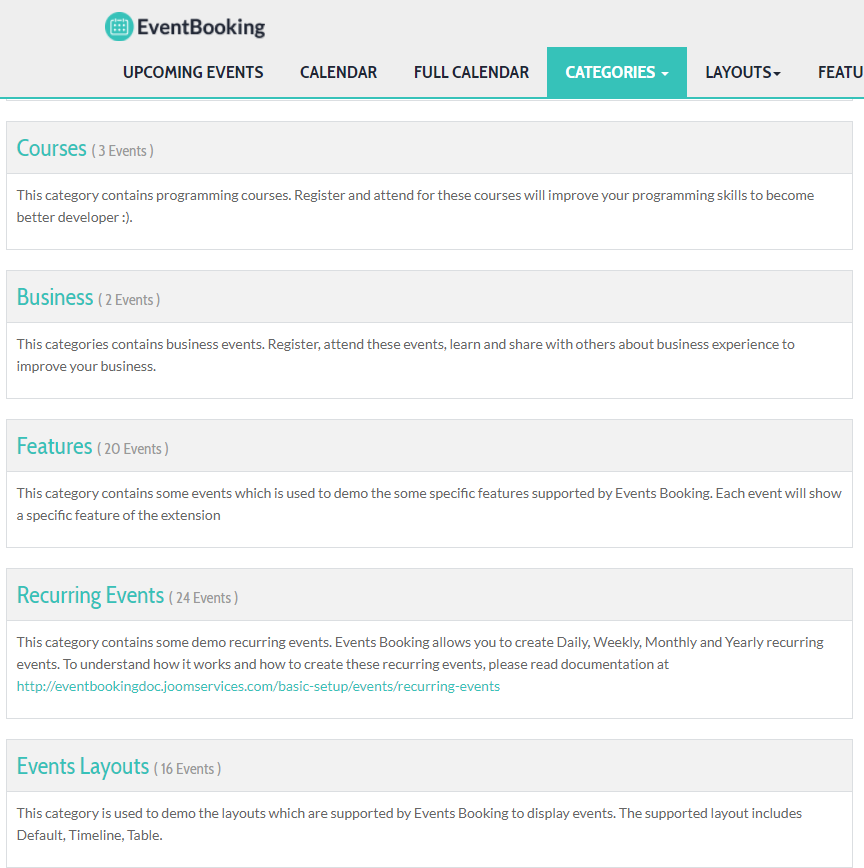 EventBooking
UPCOMING EVENTS CALENDAR FULL CALENDAR CATEGORIES LAYOUTS FEATU
Courses ( 3 Events )
This category contains programming courses. Register and attend for these courses will improve your programming skills to become
better developer :).
Business ( 2 Events )
This categories contains business events. Register, attend these events, learn and share with others about business experience to
improve your business.
Features ( 20 Events )
This category contains some events which is used to demo the some specific features supported by Events Booking. Each event will show
a specific feature of the extension
Recurring Events ( 24 Events )
This category contains some demo recurring events. Events Booking allows you to create Daily, Weekly, Monthly and Yearly recurring
events. To understand how it works and how to create these recurring events, please read documentation at
http://eventbookingdoc.joomservices.com/basic-setup/events/recurring-events
Events Layouts ( 16 Events )
This category is used to demo the layouts which are supported by Events Booking to display events. The supported layout includes
Default, Timeline, Table.